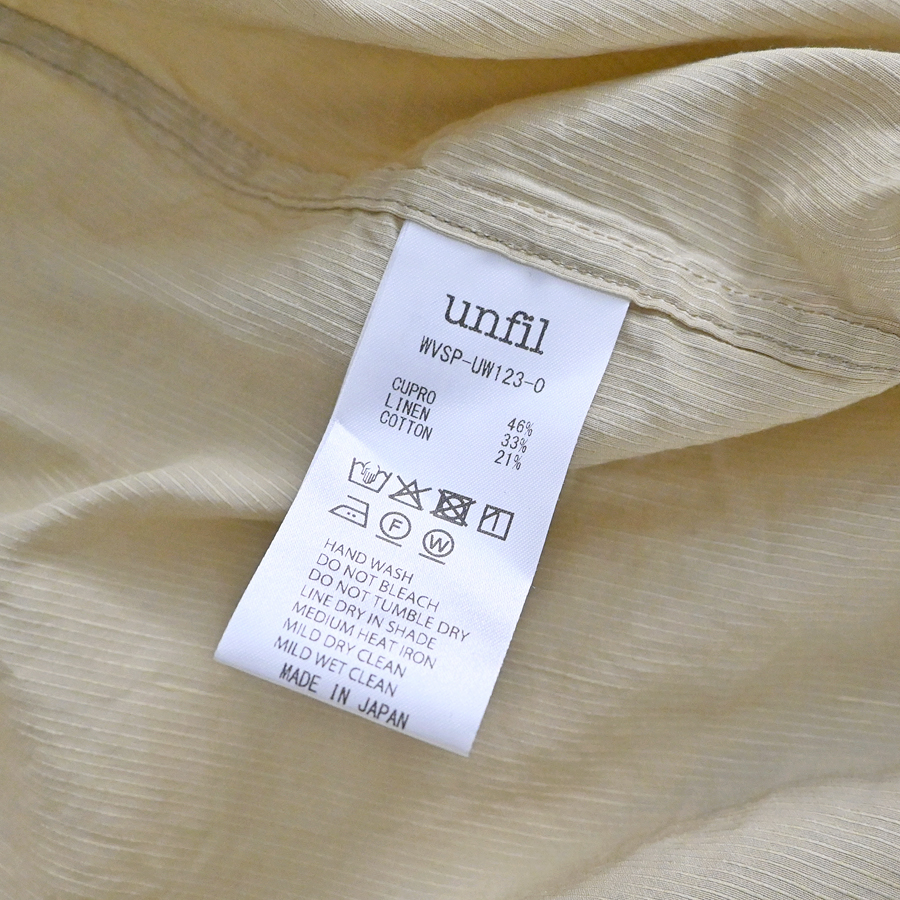 unfil
WVSP-UW123-O
CUPRO 46%
LINEN 33%
COTTON 21%
F W
HAND WASH
DO NOT BLEACH
DO NOT TUMBLE DRY
LINE DRY IN SHADE
MEDIUM HEAT IRON
MILD DRY CLEAN
MILD WET CLEAN
MADE IN JAPAN